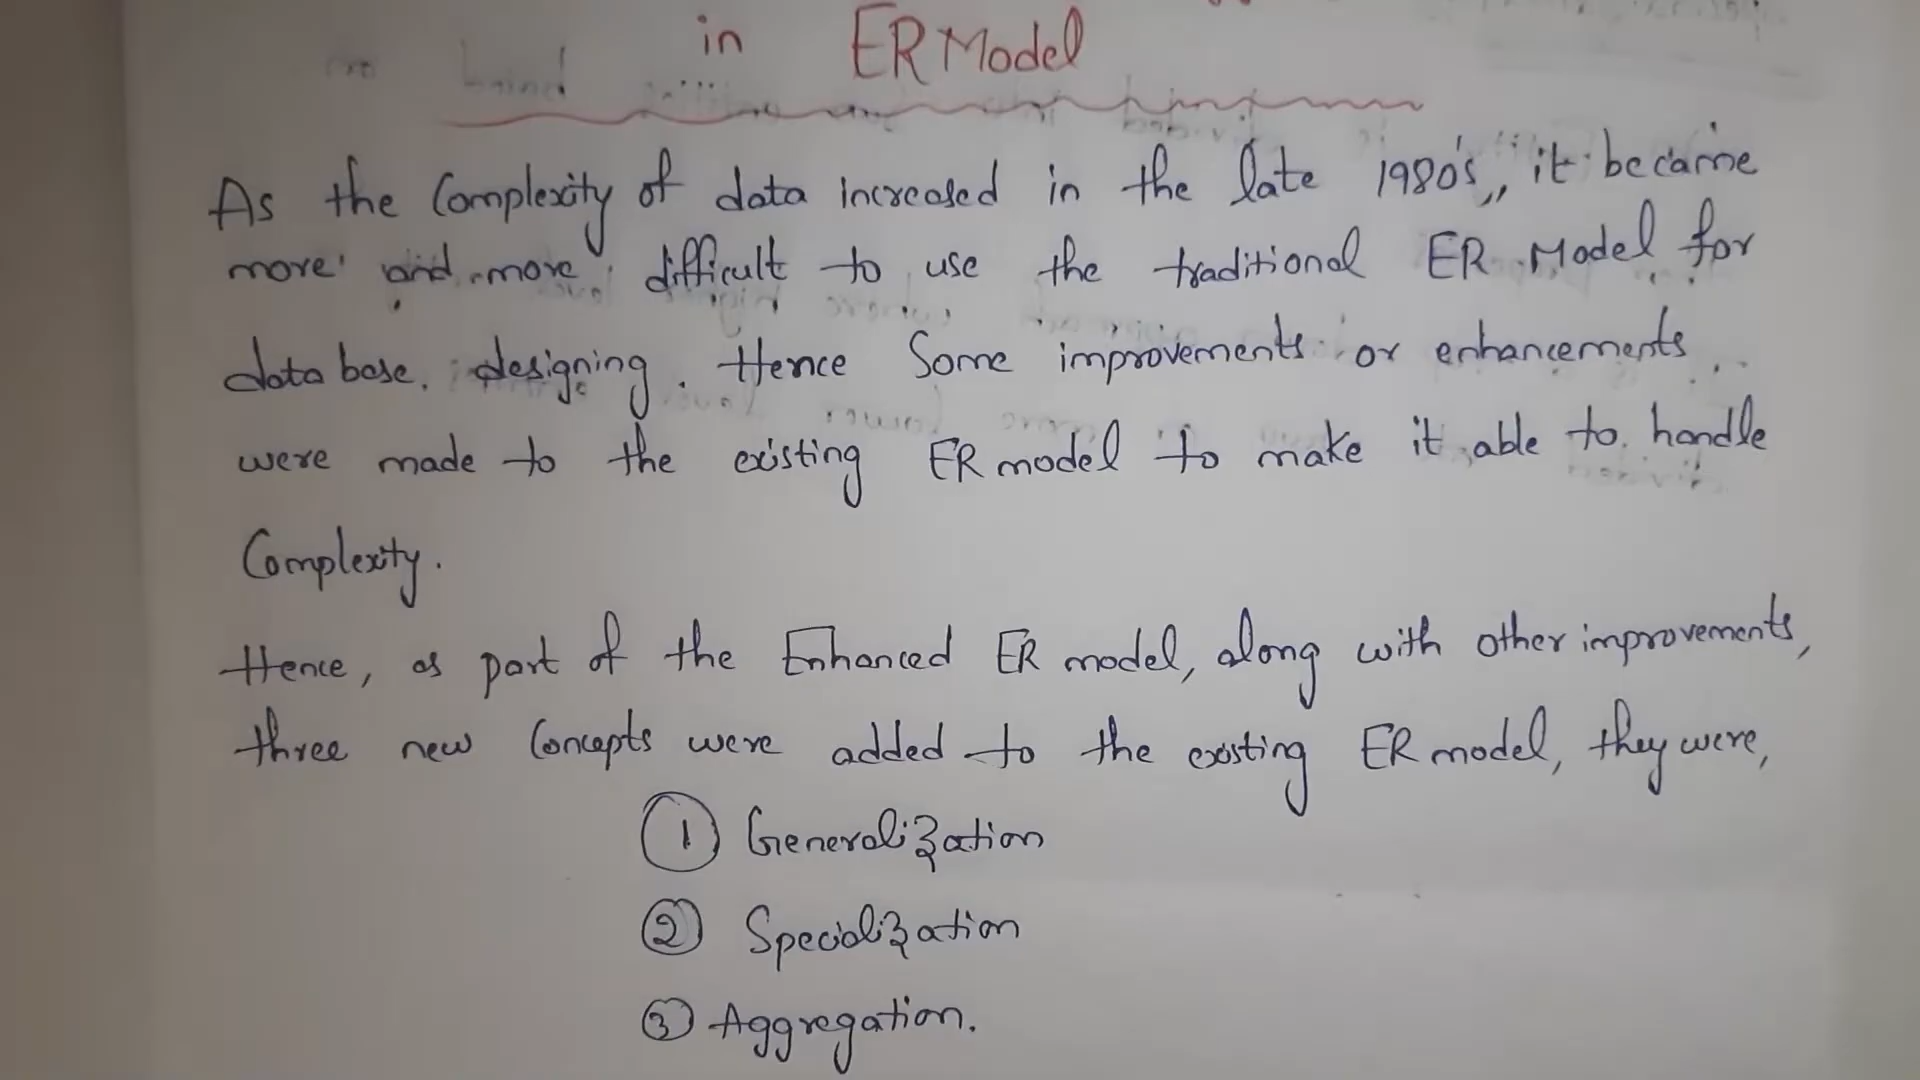 in ER Model
As the Complexity of data increased in the late 1980's, it became
more and more difficult to use the traditional ER Model for
data base designing. Hence Some improvements or enhancements
were made to the existing ER model to make it able to handle
Complexity.
Hence, as part of the Enhanced ER model, along with other improvements,
three new Concepts were added to the existing ER model, they were,
① Generalization
② Specialization
③ Aggregation.